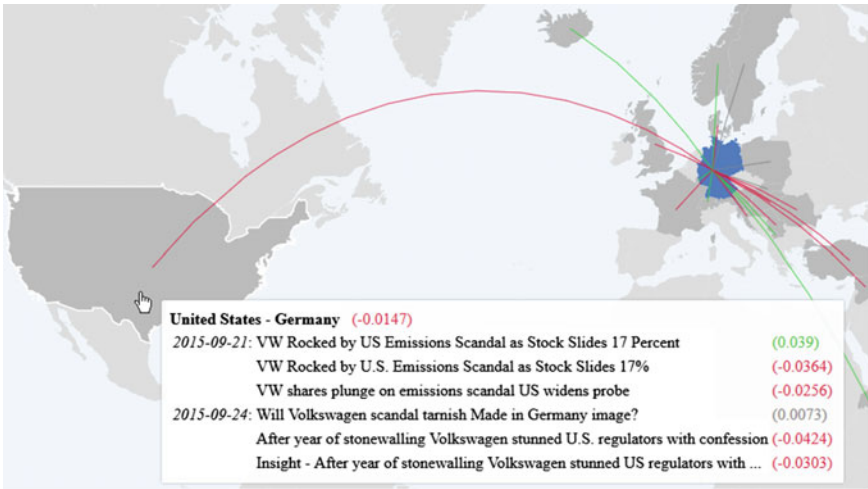 United States - Germany (-0.0147)
2015-09-21: VW Rocked by US Emissions Scandal as Stock Slides 17 Percent (0.039)
VW Rocked by U.S. Emissions Scandal as Stock Slides 17% (-0.0364)
VW shares plunge on emissions scandal US widens probe (-0.0256)
2015-09-24: Will Volkswagen scandal tarnish Made in Germany image? (0.0073)
After year of stonewalling Volkswagen stunned U.S. regulators with confession (-0.0424)
Insight - After year of stonewalling Volkswagen stunned US regulators with ... (-0.0303)